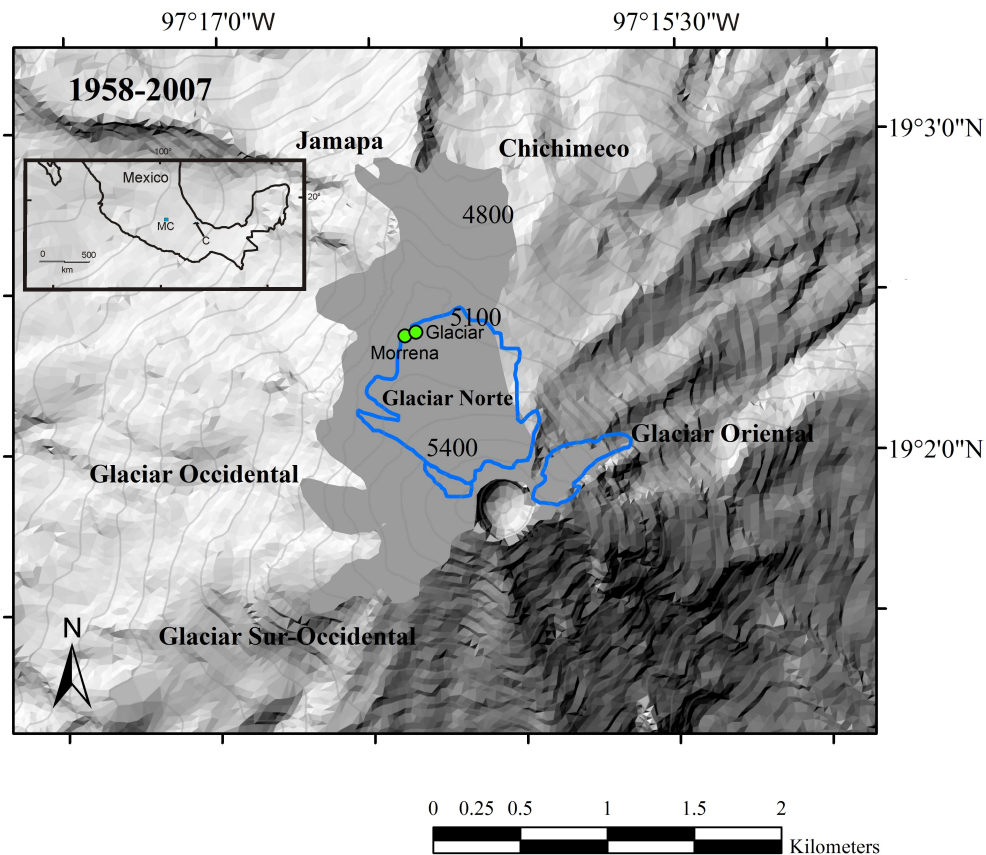 97°17'0"W 97°15'30"W
1958-2007
Jamapa
Chichimeco
19°3'0"N
100°
Mexico
20°
MC
C
0 500
km
4800
5100
Glaciar
Morrena
Glaciar Norte
5400
Glaciar Oriental
19°2'0"N
Glaciar Occidental
Glaciar Sur-Occidental
N
0 0.25 0.5 1 1.5 2
Kilometers